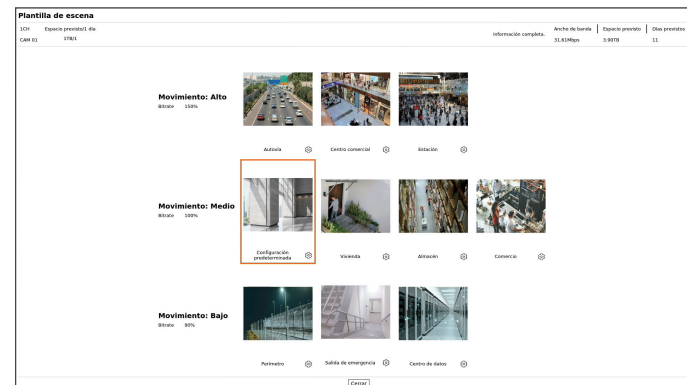 Plantilla de escena
1CH Espacio previsto/1 día
CAM 01 1TB/1
Información completa.
Ancho de banda Espacio previsto Días previstos
31.61Mbps 3.90TB 11
Movimiento: Alto
Bitrate 150%
Autovía Centro comercial Estación
Movimiento: Medio
Bitrate 100%
Configuración
predeterminada Vivienda Almacén Comercio
Movimiento: Bajo
Bitrate 80%
Perímetro Salida de emergencia Centro de datos
Cerrar